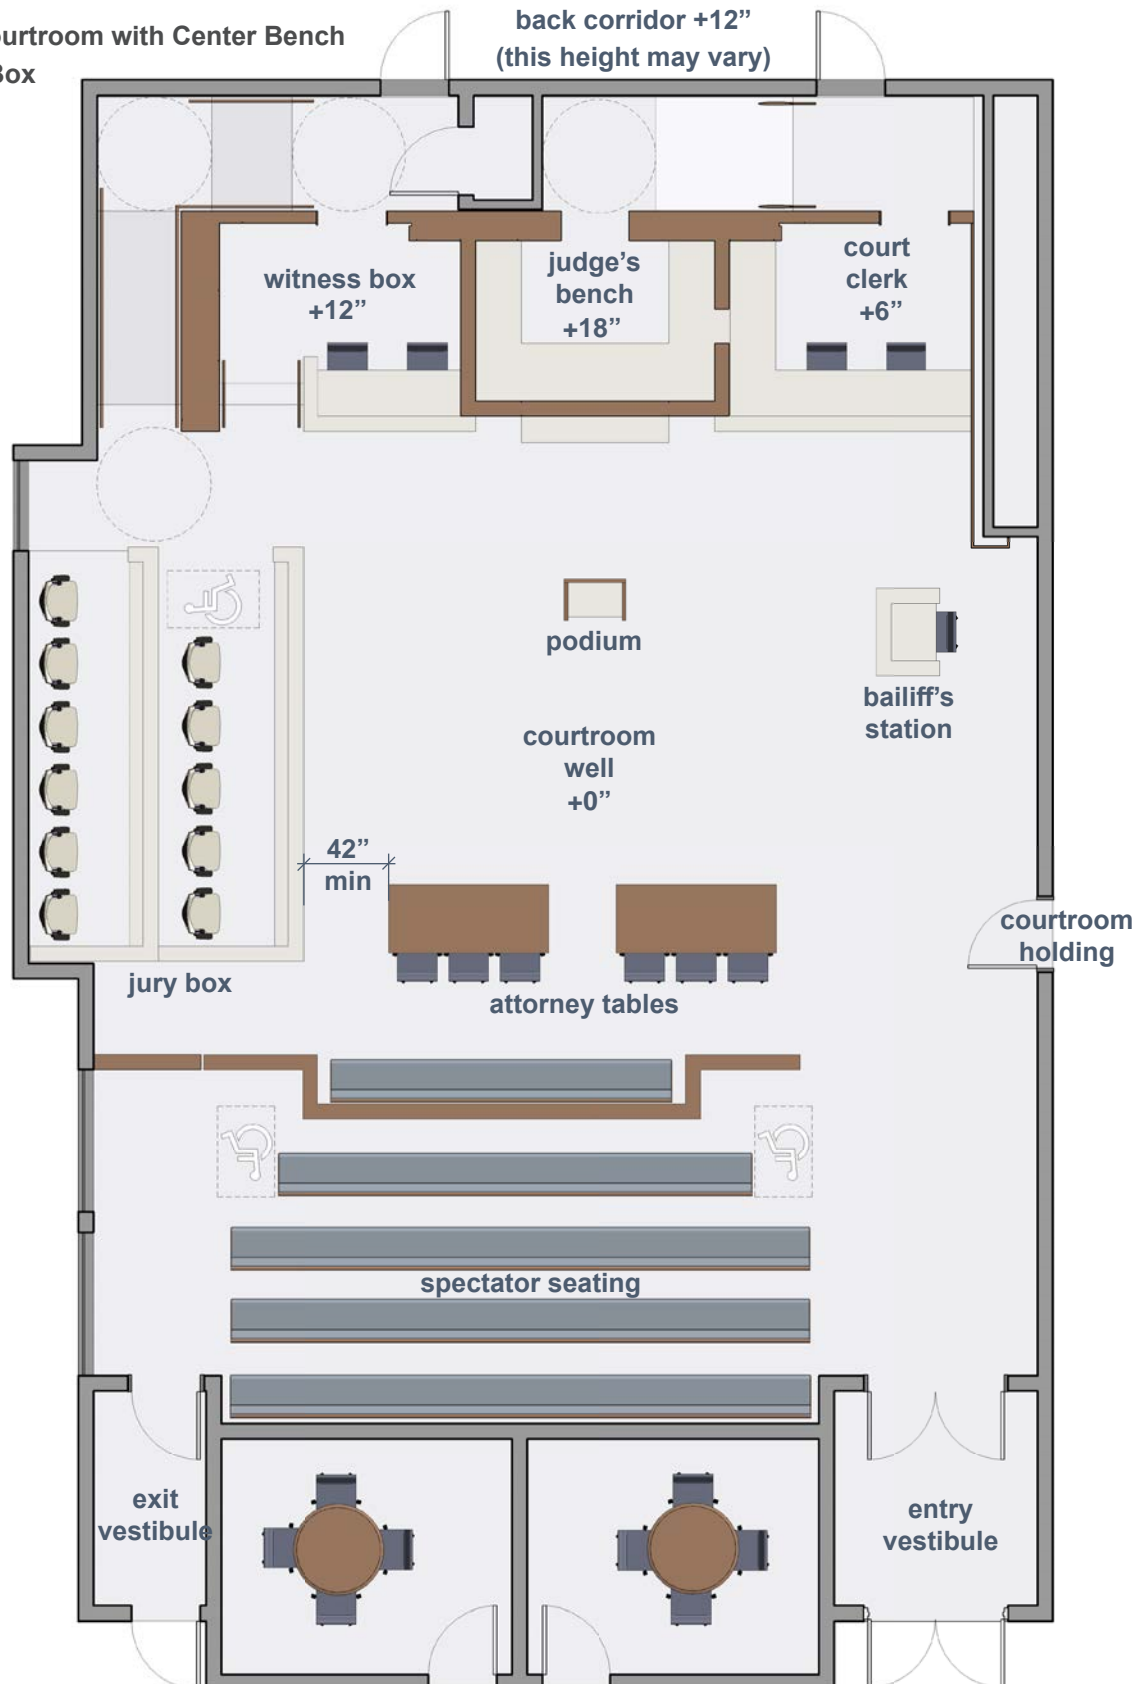 ourtroom with Center Bench
Box
back corridor +12”
(this height may vary)
witness box
+12”
judge’s
bench
+18”
court
clerk
+6”
podium
bailiff’s
station
courtroom
well
+0”
42”
min
courtroom
holding
jury box
attorney tables
spectator seating
exit
vestibule
entry
vestibule